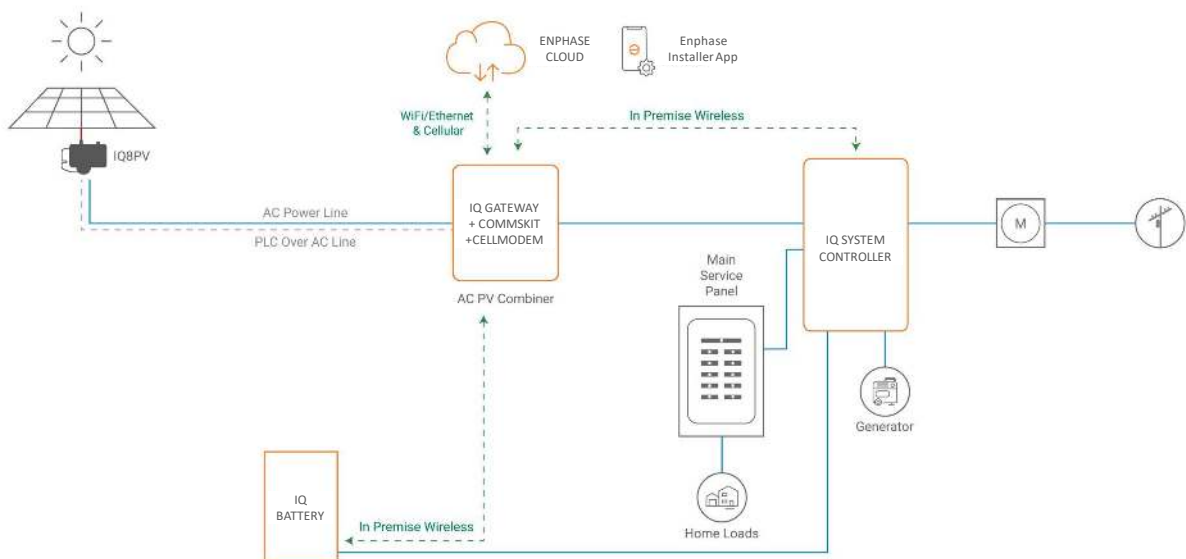 ENPHASE
CLOUD
Enphase
Installer App
WiFi/Ethernet
& Cellular
In Premise Wireless
iQ8PV
AC Power Line
PLC Over AC Line
IQ GATEWAY
+ COMMSKIT
+CELLMODEM
AC PV Combiner
IQ SYSTEM
CONTROLLER
M
Main
Service
Panel
Generator
Home Loads
IQ
BATTERY
In Premise Wireless